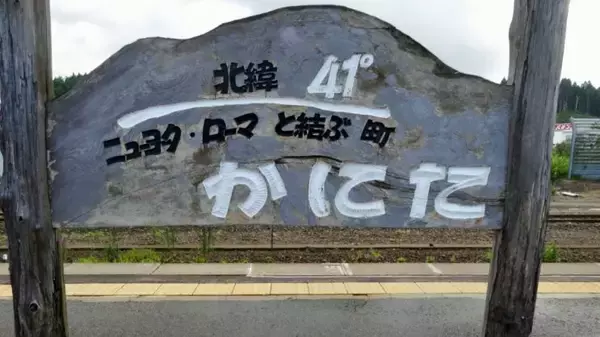 北緯 41°
ニューヨーク・ローマ と結ぶ 町
かにた